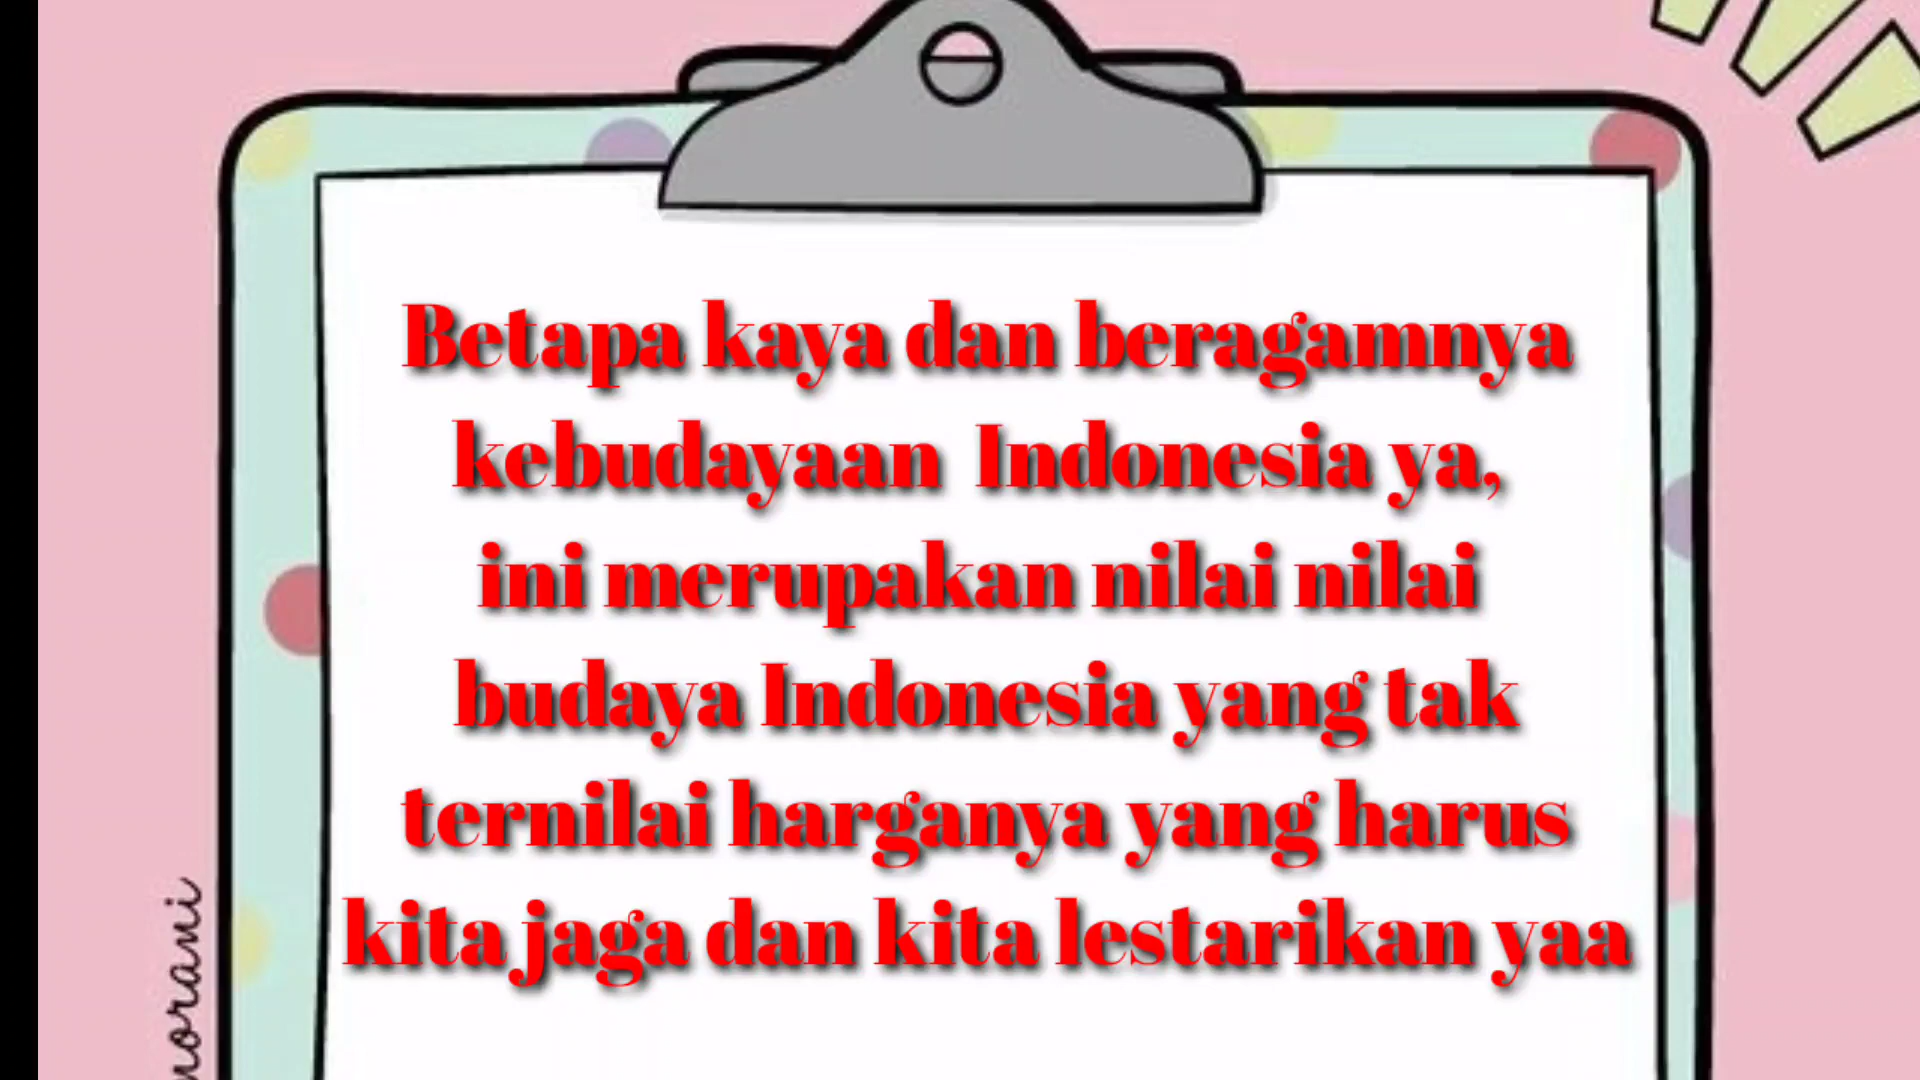 Betapa kaya dan beragamnya
kebudayaan Indonesia ya,
ini merupakan nilai nilai
budaya Indonesia yang tak
ternilai harganya yang harus
kita jaga dan kita lestarikan yaa